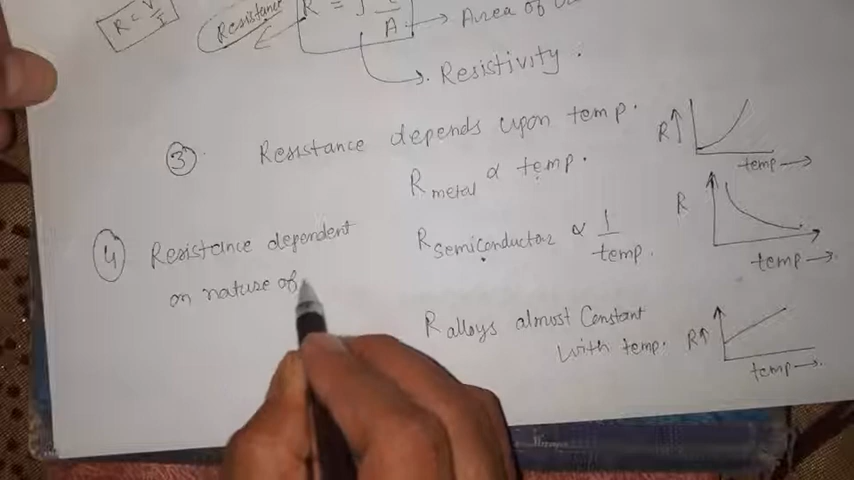 R = V/I
Resistance
R = ρ l/A
Area of
Resistivity.
③ Resistance depends upon temp.
R metal ∝ temp.
R↑
temp →
④ Resistance dependent
on nature of
R semiconductor ∝ 1/temp.
R
temp →
R alloys almost Constant
with temp.
R↑
temp →